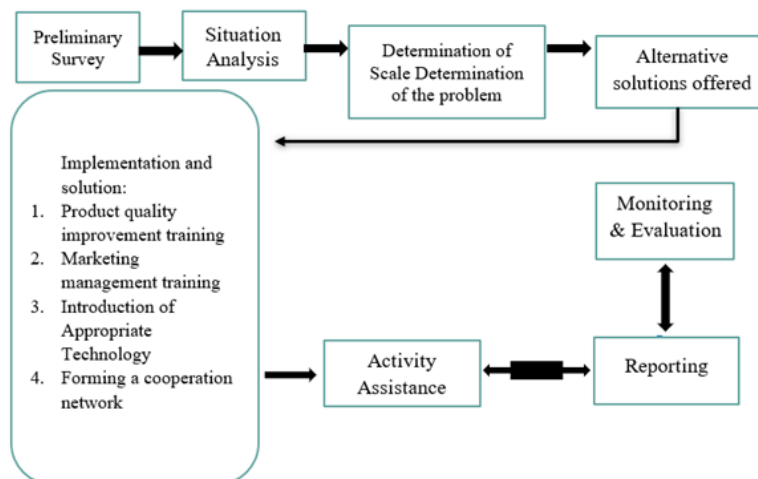 Preliminary
Survey
Situation
Analysis
Determination of
Scale Determination
of the problem
Alternative
solutions offered
Implementation and
solution:
1. Product quality
improvement training
2. Marketing
management training
3. Introduction of
Appropriate
Technology
4. Forming a cooperation
network
Activity
Assistance
Monitoring
& Evaluation
Reporting